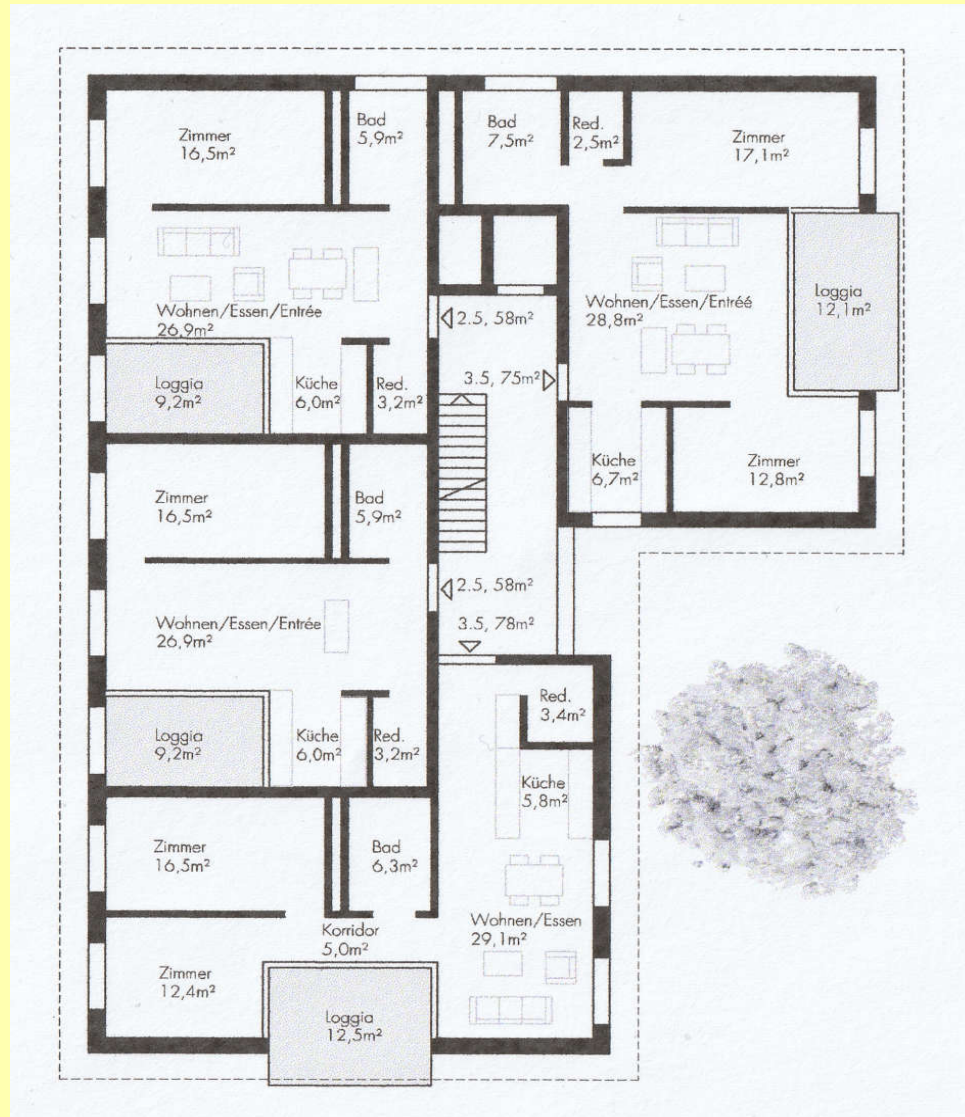 Zimmer
16,5m²
Bad
5,9m²
Bad
7,5m²
Red.
2,5m²
Zimmer
17,1m²
Wohnen/Essen/Entrée
26,9m²
2.5, 58m²
Wohnen/Essen/Entréé
28,8m²
Loggia
12,1m²
Loggia
9,2m²
Küche
6,0m²
Red.
3,2m²
3.5, 75m²
Küche
6,7m²
Zimmer
12,8m²
Zimmer
16,5m²
Bad
5,9m²
2.5, 58m²
3.5, 78m²
Wohnen/Essen/Entrée
26,9m²
Loggia
9,2m²
Küche
6,0m²
Red.
3,2m²
Red.
3,4m²
Küche
5,8m²
Zimmer
16,5m²
Bad
6,3m²
Korridor
5,0m²
Wohnen/Essen
29,1m²
Zimmer
12,4m²
Loggia
12,5m²